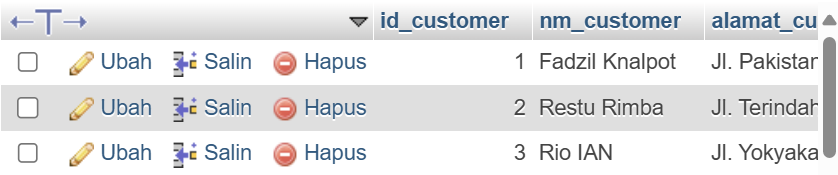 id_customer nm_customer alamat_cu
Ubah Salin Hapus 1 Fadzil Knalpot Jl. Pakistan
Ubah Salin Hapus 2 Restu Rimba Jl. Terindah
Ubah Salin Hapus 3 Rio IAN Jl. Yokyaka